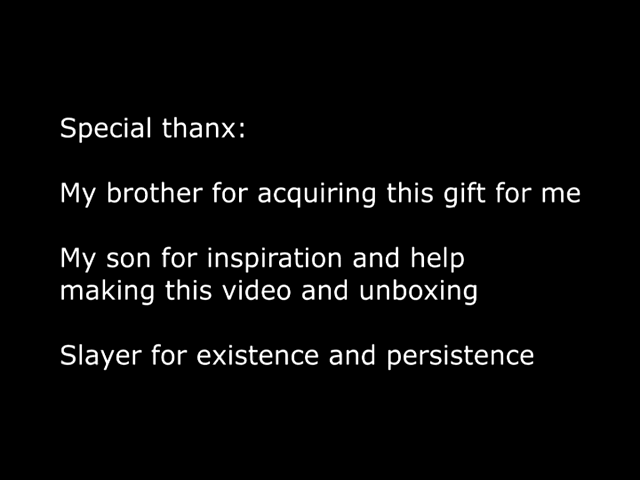 Special thanx:
My brother for acquiring this gift for me
My son for inspiration and help
making this video and unboxing
Slayer for existence and persistence